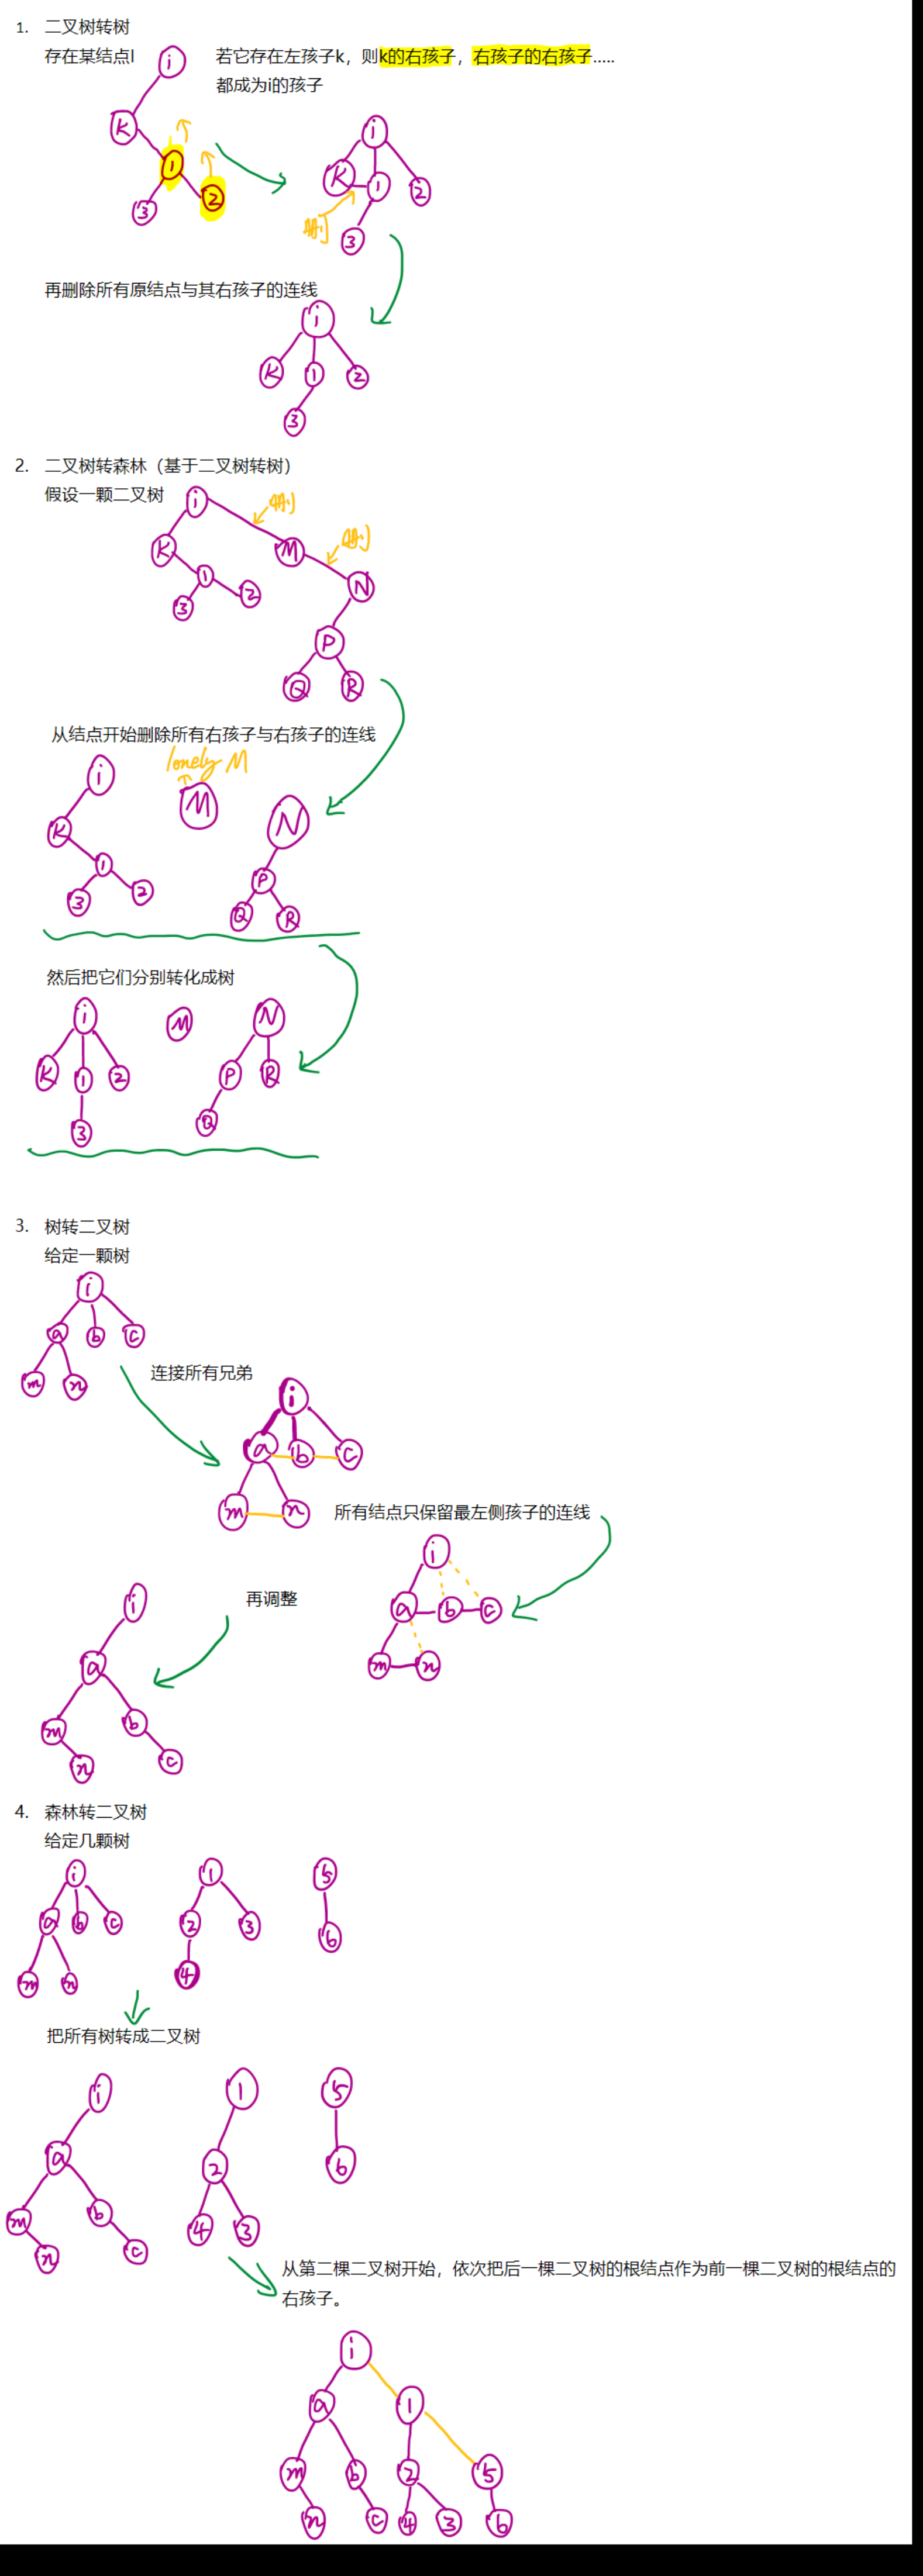 1. 二叉树转树
存在某结点I
若它存在左孩子k，则k的右孩子，右孩子的右孩子.....
都成为i的孩子
i
K
1
3
2
i
K
1
2
删
3
再删除所有原结点与其右孩子的连线
i
K
1
2
3
2. 二叉树转森林（基于二叉树转树）
假设一颗二叉树
i
删
K
M
删
1
N
3
2
P
Q
R
从结点开始删除所有右孩子与右孩子的连线
lonely M
i
M
N
K
1
P
3
2
Q
R
然后把它们分别转化成树
i
M
N
K
1
2
P
R
3
Q
3. 树转二叉树
给定一颗树
i
a
b
c
m
n
连接所有兄弟
i
a
b
c
m
n
所有结点只保留最左侧孩子的连线
i
a
b
c
m
n
再调整
i
a
m
b
n
c
4. 森林转二叉树
给定几颗树
i
1
5
a
b
c
2
3
6
m
n
4
把所有树转成二叉树
i
1
5
a
2
6
m
b
4
3
n
c
从第二棵二叉树开始，依次把后一棵二叉树的根结点作为前一棵二叉树的根结点的
右孩子。
i
a
1
m
b
2
5
n
c
4
3
6